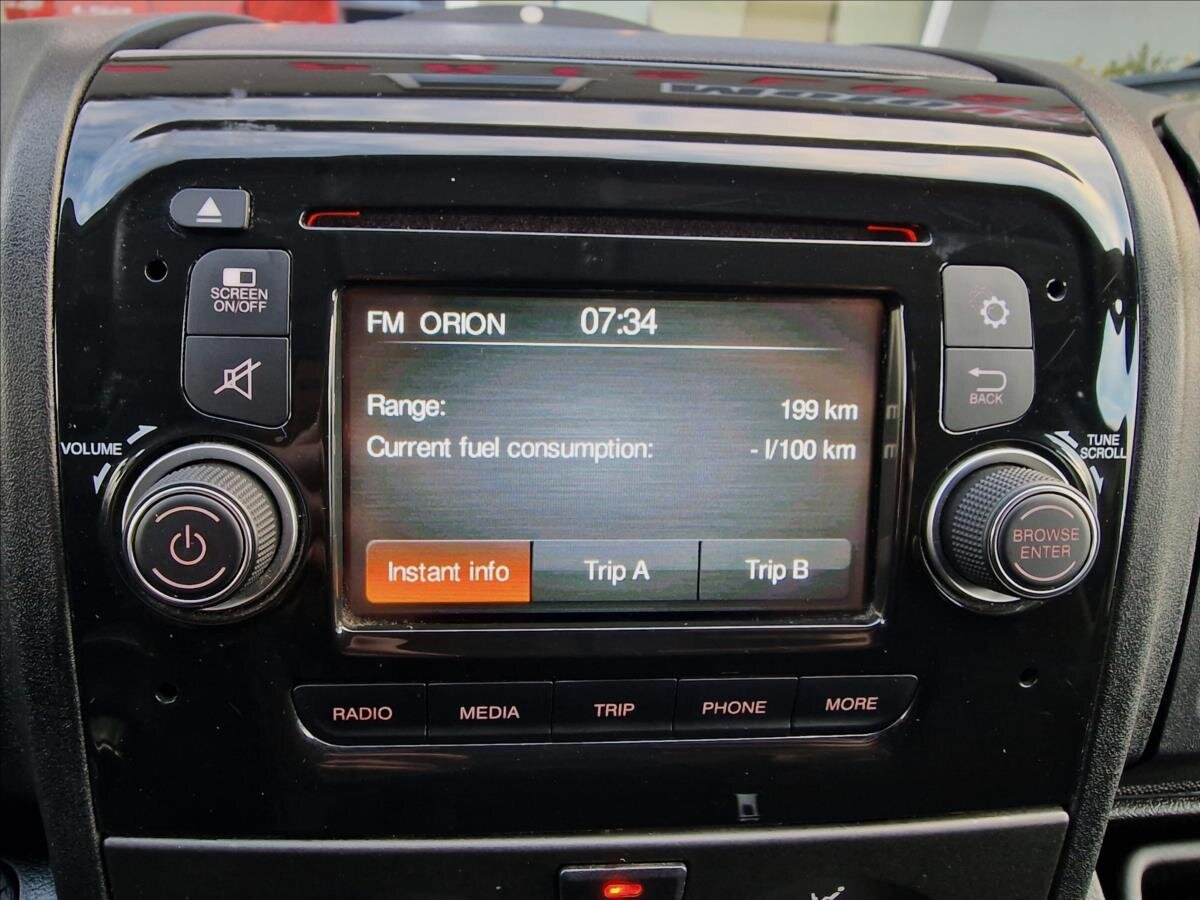 SCREEN
ON/OFF
FM ORION 07:34
BACK
Range: 199 km
Current fuel consumption: - l/100 km
VOLUME
TUNE
SCROLL
BROWSE
ENTER
Instant info Trip A Trip B
RADIO MEDIA TRIP PHONE MORE